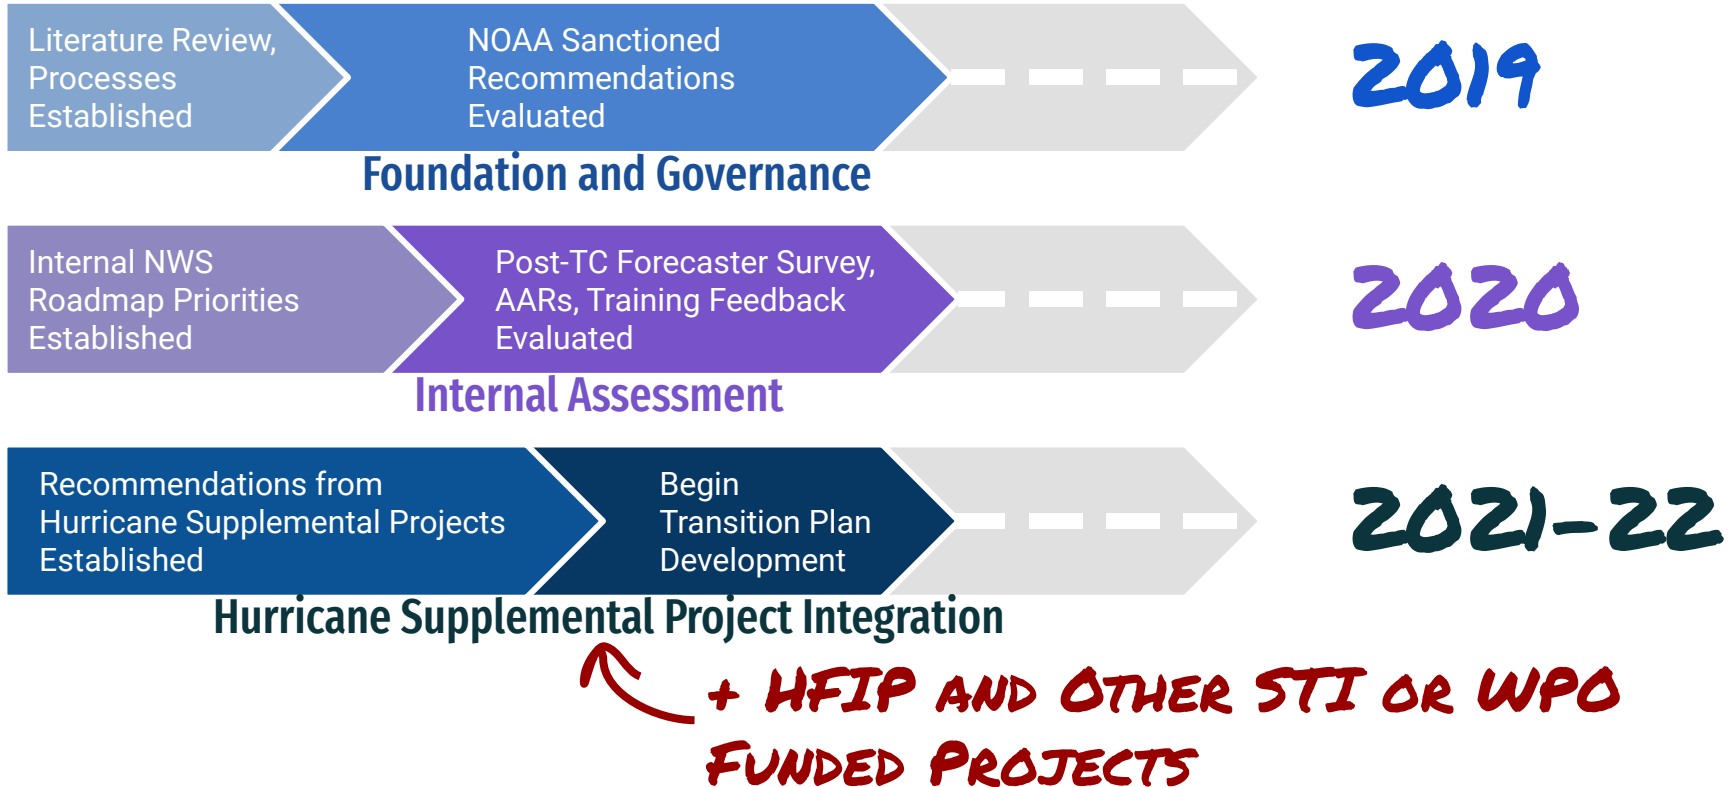 Literature Review,
Processes
Established
NOAA Sanctioned
Recommendations
Evaluated
2019
Foundation and Governance
Internal NWS
Roadmap Priorities
Established
Post-TC Forecaster Survey,
AARs, Training Feedback
Evaluated
2020
Internal Assessment
Recommendations from
Hurricane Supplemental Projects
Established
Begin
Transition Plan
Development
2021-22
Hurricane Supplemental Project Integration
+ HFIP AND OTHER STI OR WPO
FUNDED PROJECTS